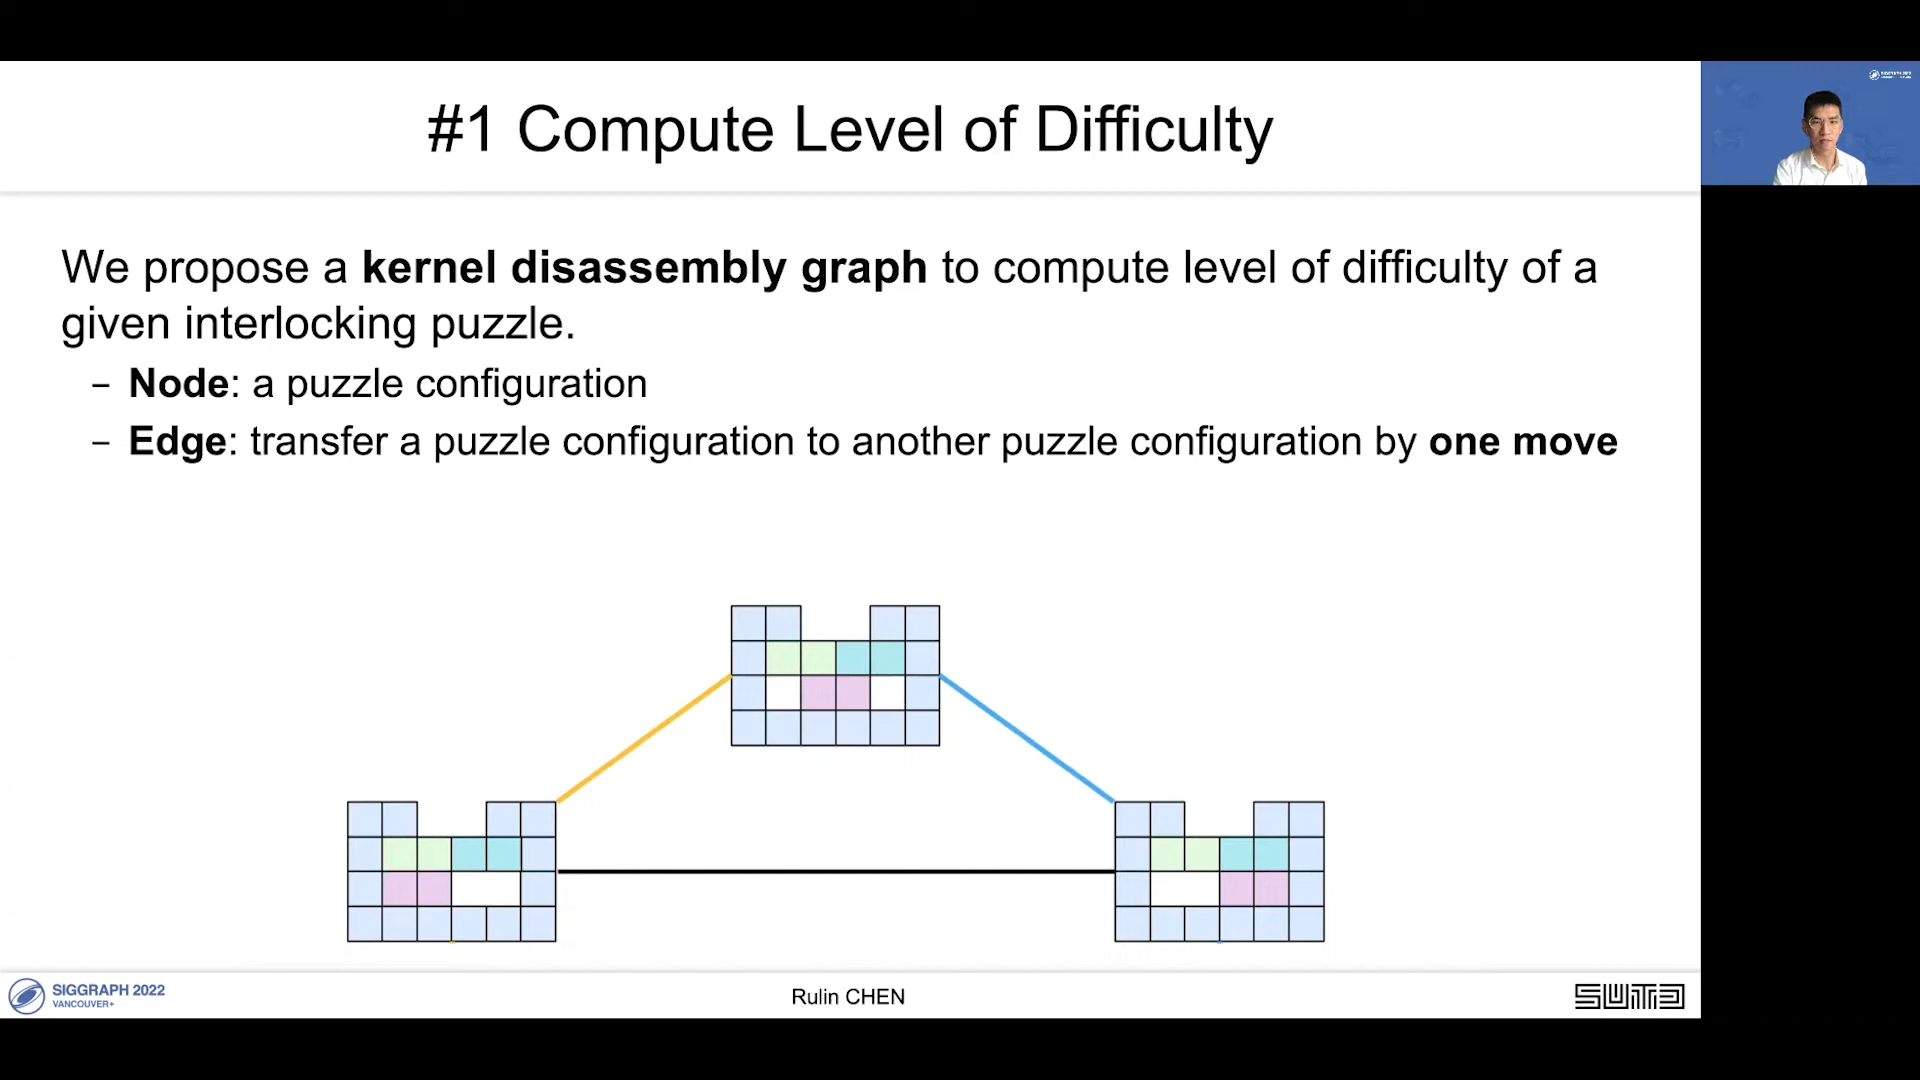 #1 Compute Level of Difficulty
We propose a kernel disassembly graph to compute level of difficulty of a
given interlocking puzzle.
– Node: a puzzle configuration
– Edge: transfer a puzzle configuration to another puzzle configuration by one move
SIGGRAPH 2022
VANCOUVER+
Rulin CHEN
SUTD